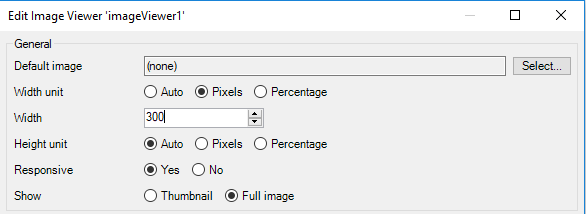 Edit Image Viewer 'imageViewer1'
General
Default image (none) Select...
Width unit Auto Pixels Percentage
Width 300
Height unit Auto Pixels Percentage
Responsive Yes No
Show Thumbnail Full image